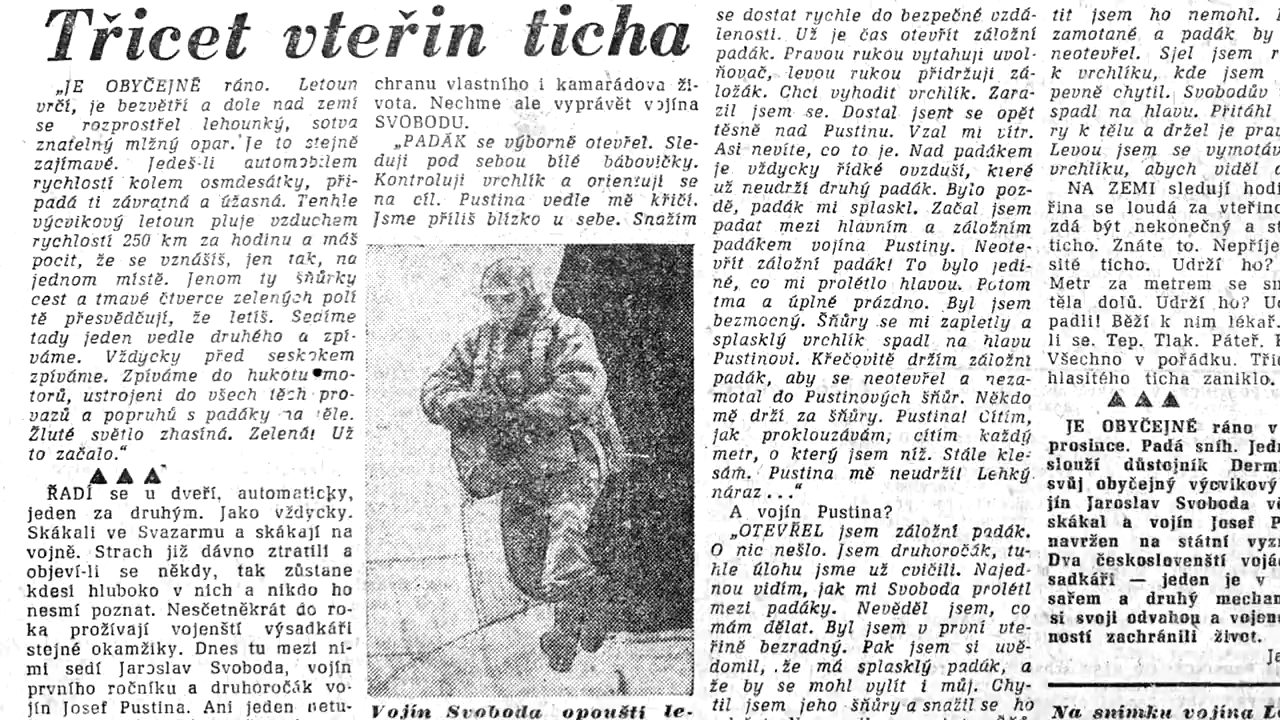 Třicet vteřin ticha
„JE OBYČEJNÉ ráno. Letoun
vrčí, je bezvětří a dole nad zemí
se rozprostřel lehounký, sotva
znatelný mlžný opar. Je to stejně
zajímavé. Jedeš-li automobilem
rychlostí kolem osmdesátky, při-
padá ti závratná a úžasná. Tenhle
výcvikový letoun pluje vzduchem
rychlostí 250 km za hodinu a máš
pocit, že se vznášíš, jen tak, na
jednom místě. Jenom ty šňůrky
cest a tmavé čtverce zelených polí
tě přesvědčují, že letíš. Sedíme
tady jeden vedle druhého a zpí-
váme. Vždycky před seskokem
zpíváme. Zpíváme do hukotu mo-
torů, ustrojeni do všech těch pro-
vazů a popruhů s padáky na těle.
Žluté světlo zhasíná. Zelená! Už
to začalo.“
▲ ▲ ▲
ŘADÍ se u dveří, automaticky,
jeden za druhým. Jako vždycky.
Skákali ve Svazarmu a skákají na
vojně. Strach již dávno ztratili a
objeví-li se někdy, tak zůstane
kdesi hluboko v nich a nikdo ho
nesmí poznat. Nesčetněkrát do ro-
ka prožívají vojenští výsadkáři
stejné okamžiky. Dnes tu mezi ni-
mi sedí Jaroslav Svoboda, vojín
prvního ročníku a druhoročák vo-
jín Josef Pustina. Ani jeden netu-
chranu vlastního i kamarádova ži-
vota. Nechme ale vyprávět vojína
SVOBODU.
„PADÁK se výborně otevřel. Sle-
duji pod sebou bílé bábovičky.
Kontroluji vrchlík a orientuji se
na cíl. Pustina vedle mě křičí.
Jsme příliš blízko u sebe. Snažím
Vojín Svoboda opouští le-
se dostat rychle do bezpečné vzdá-
lenosti. Už je čas otevřít záložní
padák. Pravou rukou vytahuji uvol-
ňovač, levou rukou přidržuji zá-
ložák. Chci vyhodit vrchlík. Zara-
zil jsem se. Dostal jsem se opět
těsně nad Pustinu. Vzal mi vítr.
Asi nevíte, co to je. Nad padákem
je vždycky řídké ovzduší, které
už neudrží druhý padák. Bylo poz-
dě, padák mi splaskl. Začal jsem
padat mezi hlavním a záložním
padákem vojína Pustiny. Neote-
vřít záložní padák! To bylo jedi-
né, co mi prolétlo hlavou. Potom
tma a úplné prázdno. Byl jsem
bezmocný. Šňůry se mi zapletly a
splasklý vrchlík spadl na hlavu
Pustinovi. Křečovitě držím záložní
padák, aby se neotevřel a neza-
motal do Pustinových šňůr. Někdo
mě drží za šňůry. Pustina! Cítím,
jak proklouzávám, cítím každý
metr, o který jsem níž. Stále kle-
sám. Pustina mě neudržil Lehký
náraz . . .“
A vojín Pustina?
„OTEVŘEL jsem záložní padák.
O nic nešlo. Jsem druhoročák, tu-
hle úlohu jsme už cvičili. Najed-
nou vidím, jak mi Svoboda prolétl
mezi padáky. Nevěděl jsem, co
mám dělat. Byl jsem v první vte-
řině bezradný. Pak jsem si uvě-
domil, že má splasklý padák, a
že by se mohl vylít i můj. Chy-
til jsem jeho šňůry a snažil se ho
tit jsem ho nemohl.
zamotané a padák by
neotevřel. Sjel jsem
k vrchlíku, kde jsem
pevně chytil. Svobodův
spadl na hlavu. Přitáhl
ry k tělu a držel je
Levou jsem se
vrchlíku, abych viděl
NA ZEMI sledují
řina se loudá za
zdá být nekonečný a
ticho. Znáte to.
sité ticho. Udrží ho?
Metr za metrem se
těla dolů. Udrží ho?
padli! Běží k nim lékař.
li se. Tep. Tlak. Páteř.
Všechno v pořádku.
hlasitého ticha zaniklo.
▲ ▲ ▲
JE OBYČEJNÉ ráno v
prosince. Padá sníh.
slouží důstojník
svůj obyčejný výcvikový
jín Jaroslav Svoboda
skákal a vojín Josef
navržen na státní
Dva českoslovenští
sadkáři — jeden je v
sařem a druhý
si svoji odvahou a
ností zachránili život.
Na snímku vojína